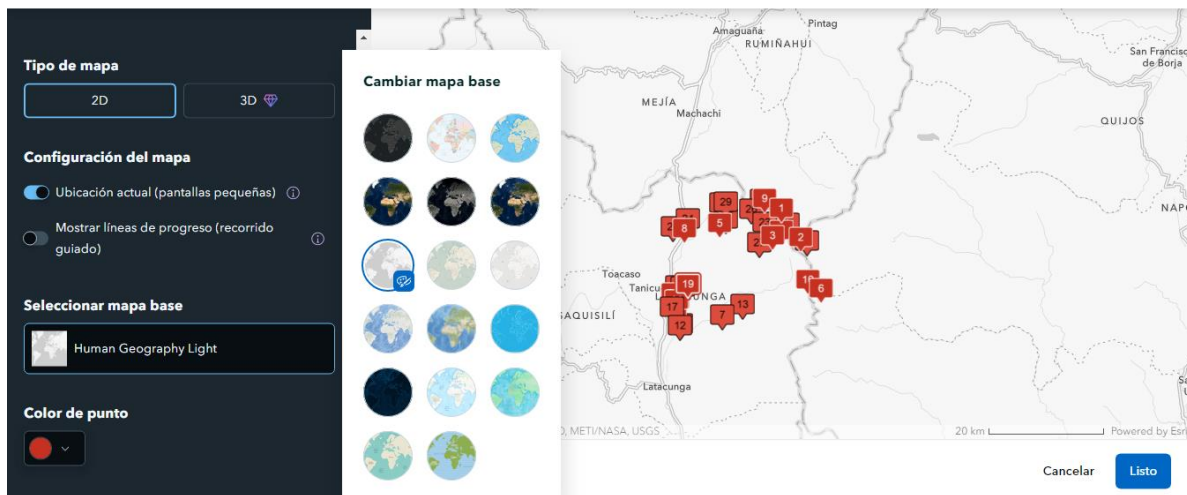 Tipo de mapa
2D
3D
Configuración del mapa
Ubicación actual (pantallas pequeñas)
Mostrar líneas de progreso (recorrido
guiado)
Seleccionar mapa base
Human Geography Light
Color de punto
Cambiar mapa base
Pintag
Amaguaña
RUMIÑAHUI
San Francisc
de Borja
MEJÍA
Machachi
QUIJOS
NAP
29
9
1
5
8
3
2
6
19
17
12
7
13
Toacaso
Tanicu
UNGA
SAQUISILÍ
Latacunga
, METI/NASA, USGS
20 km
Powered by Esri
Cancelar
Listo